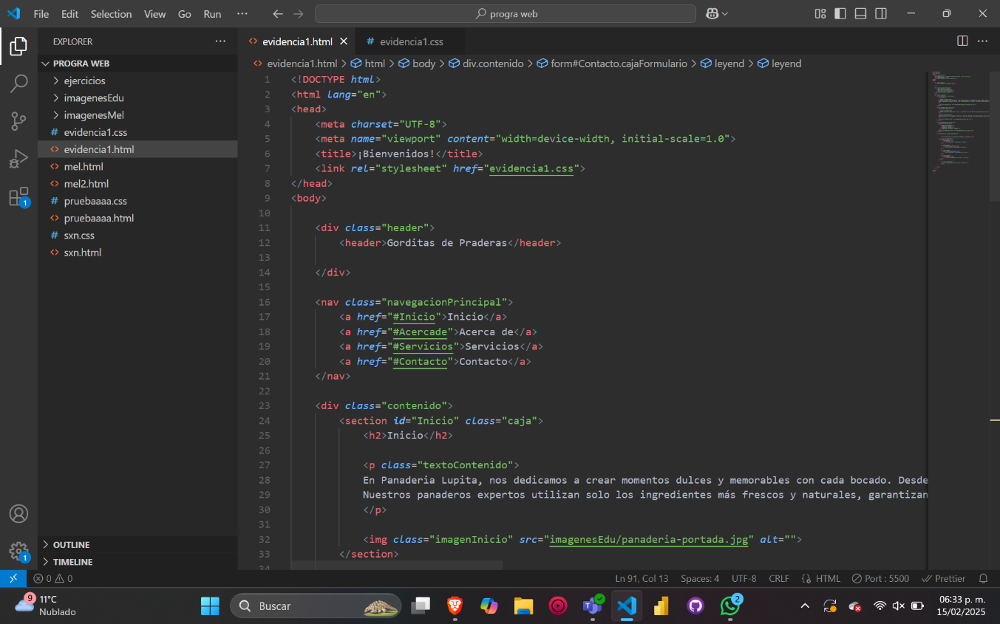 File Edit Selection View Go Run ··· progra web
EXPLORER ···
evidencia1.html
evidencia1.css
PROGRA WEB
ejercicios
imagenesEdu
imagenesMel
# evidencia1.css
<> evidencia1.html
<> mel.html
<> mel2.html
# pruebaaaa.css
<> pruebaaaa.html
# sxn.css
<> sxn.html
OUTLINE
TIMELINE
evidencia1.html > html > body > div.contenido > form#Contacto.cajaFormulario > leyend > leyend
1 <!DOCTYPE html>
2 <html lang="en">
3 <head>
4 <meta charset="UTF-8">
5 <meta name="viewport" content="width=device-width, initial-scale=1.0">
6 <title>¡Bienvenidos!</title>
7 <link rel="stylesheet" href="evidencia1.css">
8 </head>
9 <body>
10
11 <div class="header">
12 <header>Gorditas de Praderas</header>
13
14 </div>
15
16 <nav class="navegacionPrincipal">
17 <a href="#Inicio">Inicio</a>
18 <a href="#Acercade">Acerca de</a>
19 <a href="#Servicios">Servicios</a>
20 <a href="#Contacto">Contacto</a>
21 </nav>
22
23 <div class="contenido">
24 <section id="Inicio" class="caja">
25 <h2>Inicio</h2>
26
27 <p class="textoContenido">
28 En Panaderia Lupita, nos dedicamos a crear momentos dulces y memorables con cada bocado. Desde
29 Nuestros panaderos expertos utilizan solo los ingredientes más frescos y naturales, garantizan
30 </p>
31
32 <img class="imagenInicio" src="imagenesEdu/panaderia-portada.jpg" alt="">
33 </section>
34
1
1
0 0 Ln 91, Col 13 Spaces: 4 UTF-8 CRLF HTML Port : 5500 Prettier
9 11°C
Nublado
Buscar
2
06:33 p. m.
15/02/2025